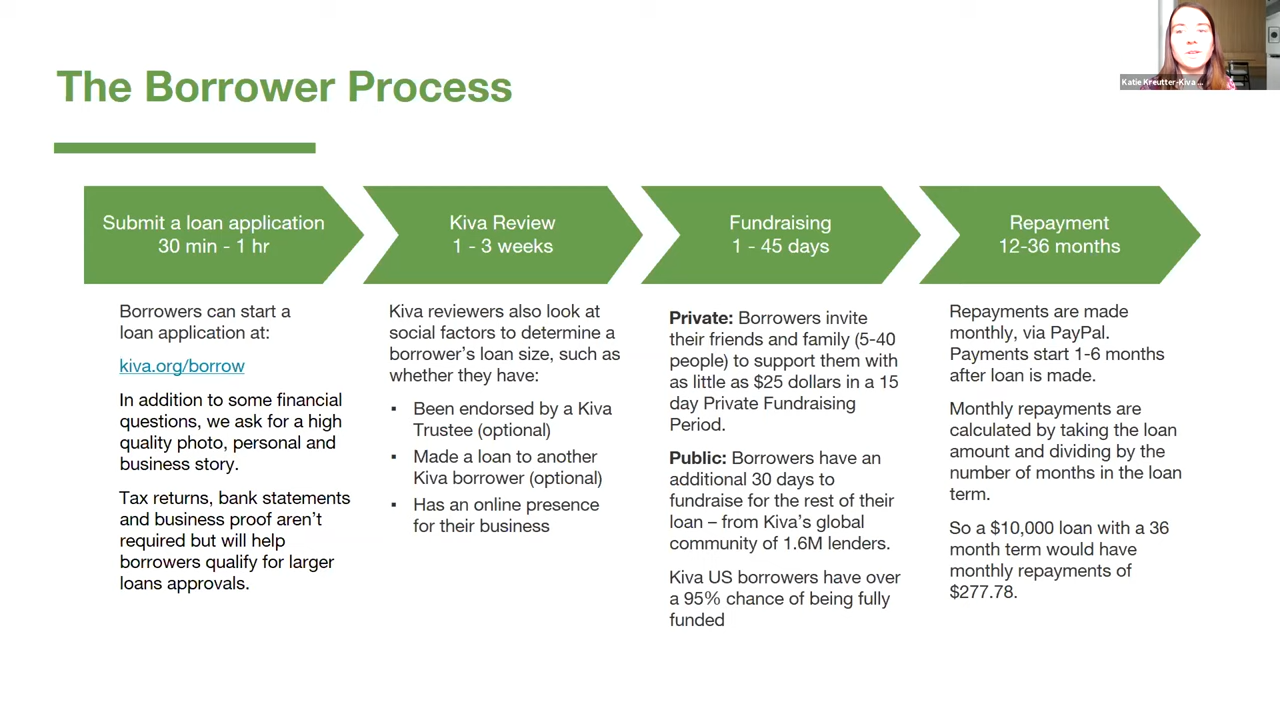 The Borrower Process
Katie Kreutter-Kiva ...
Submit a loan application
30 min - 1 hr
Kiva Review
1 - 3 weeks
Fundraising
1 - 45 days
Repayment
12-36 months
Borrowers can start a
loan application at:
kiva.org/borrow
In addition to some financial
questions, we ask for a high
quality photo, personal and
business story.
Tax returns, bank statements
and business proof aren't
required but will help
borrowers qualify for larger
loans approvals.
Kiva reviewers also look at
social factors to determine a
borrower's loan size, such as
whether they have:
▪ Been endorsed by a Kiva
Trustee (optional)
▪ Made a loan to another
Kiva borrower (optional)
▪ Has an online presence
for their business
Private: Borrowers invite
their friends and family (5-40
people) to support them with
as little as $25 dollars in a 15
day Private Fundraising
Period.
Public: Borrowers have an
additional 30 days to
fundraise for the rest of their
loan – from Kiva's global
community of 1.6M lenders.
Kiva US borrowers have over
a 95% chance of being fully
funded
Repayments are made
monthly, via PayPal.
Payments start 1-6 months
after loan is made.
Monthly repayments are
calculated by taking the loan
amount and dividing by the
number of months in the loan
term.
So a $10,000 loan with a 36
month term would have
monthly repayments of
$277.78.